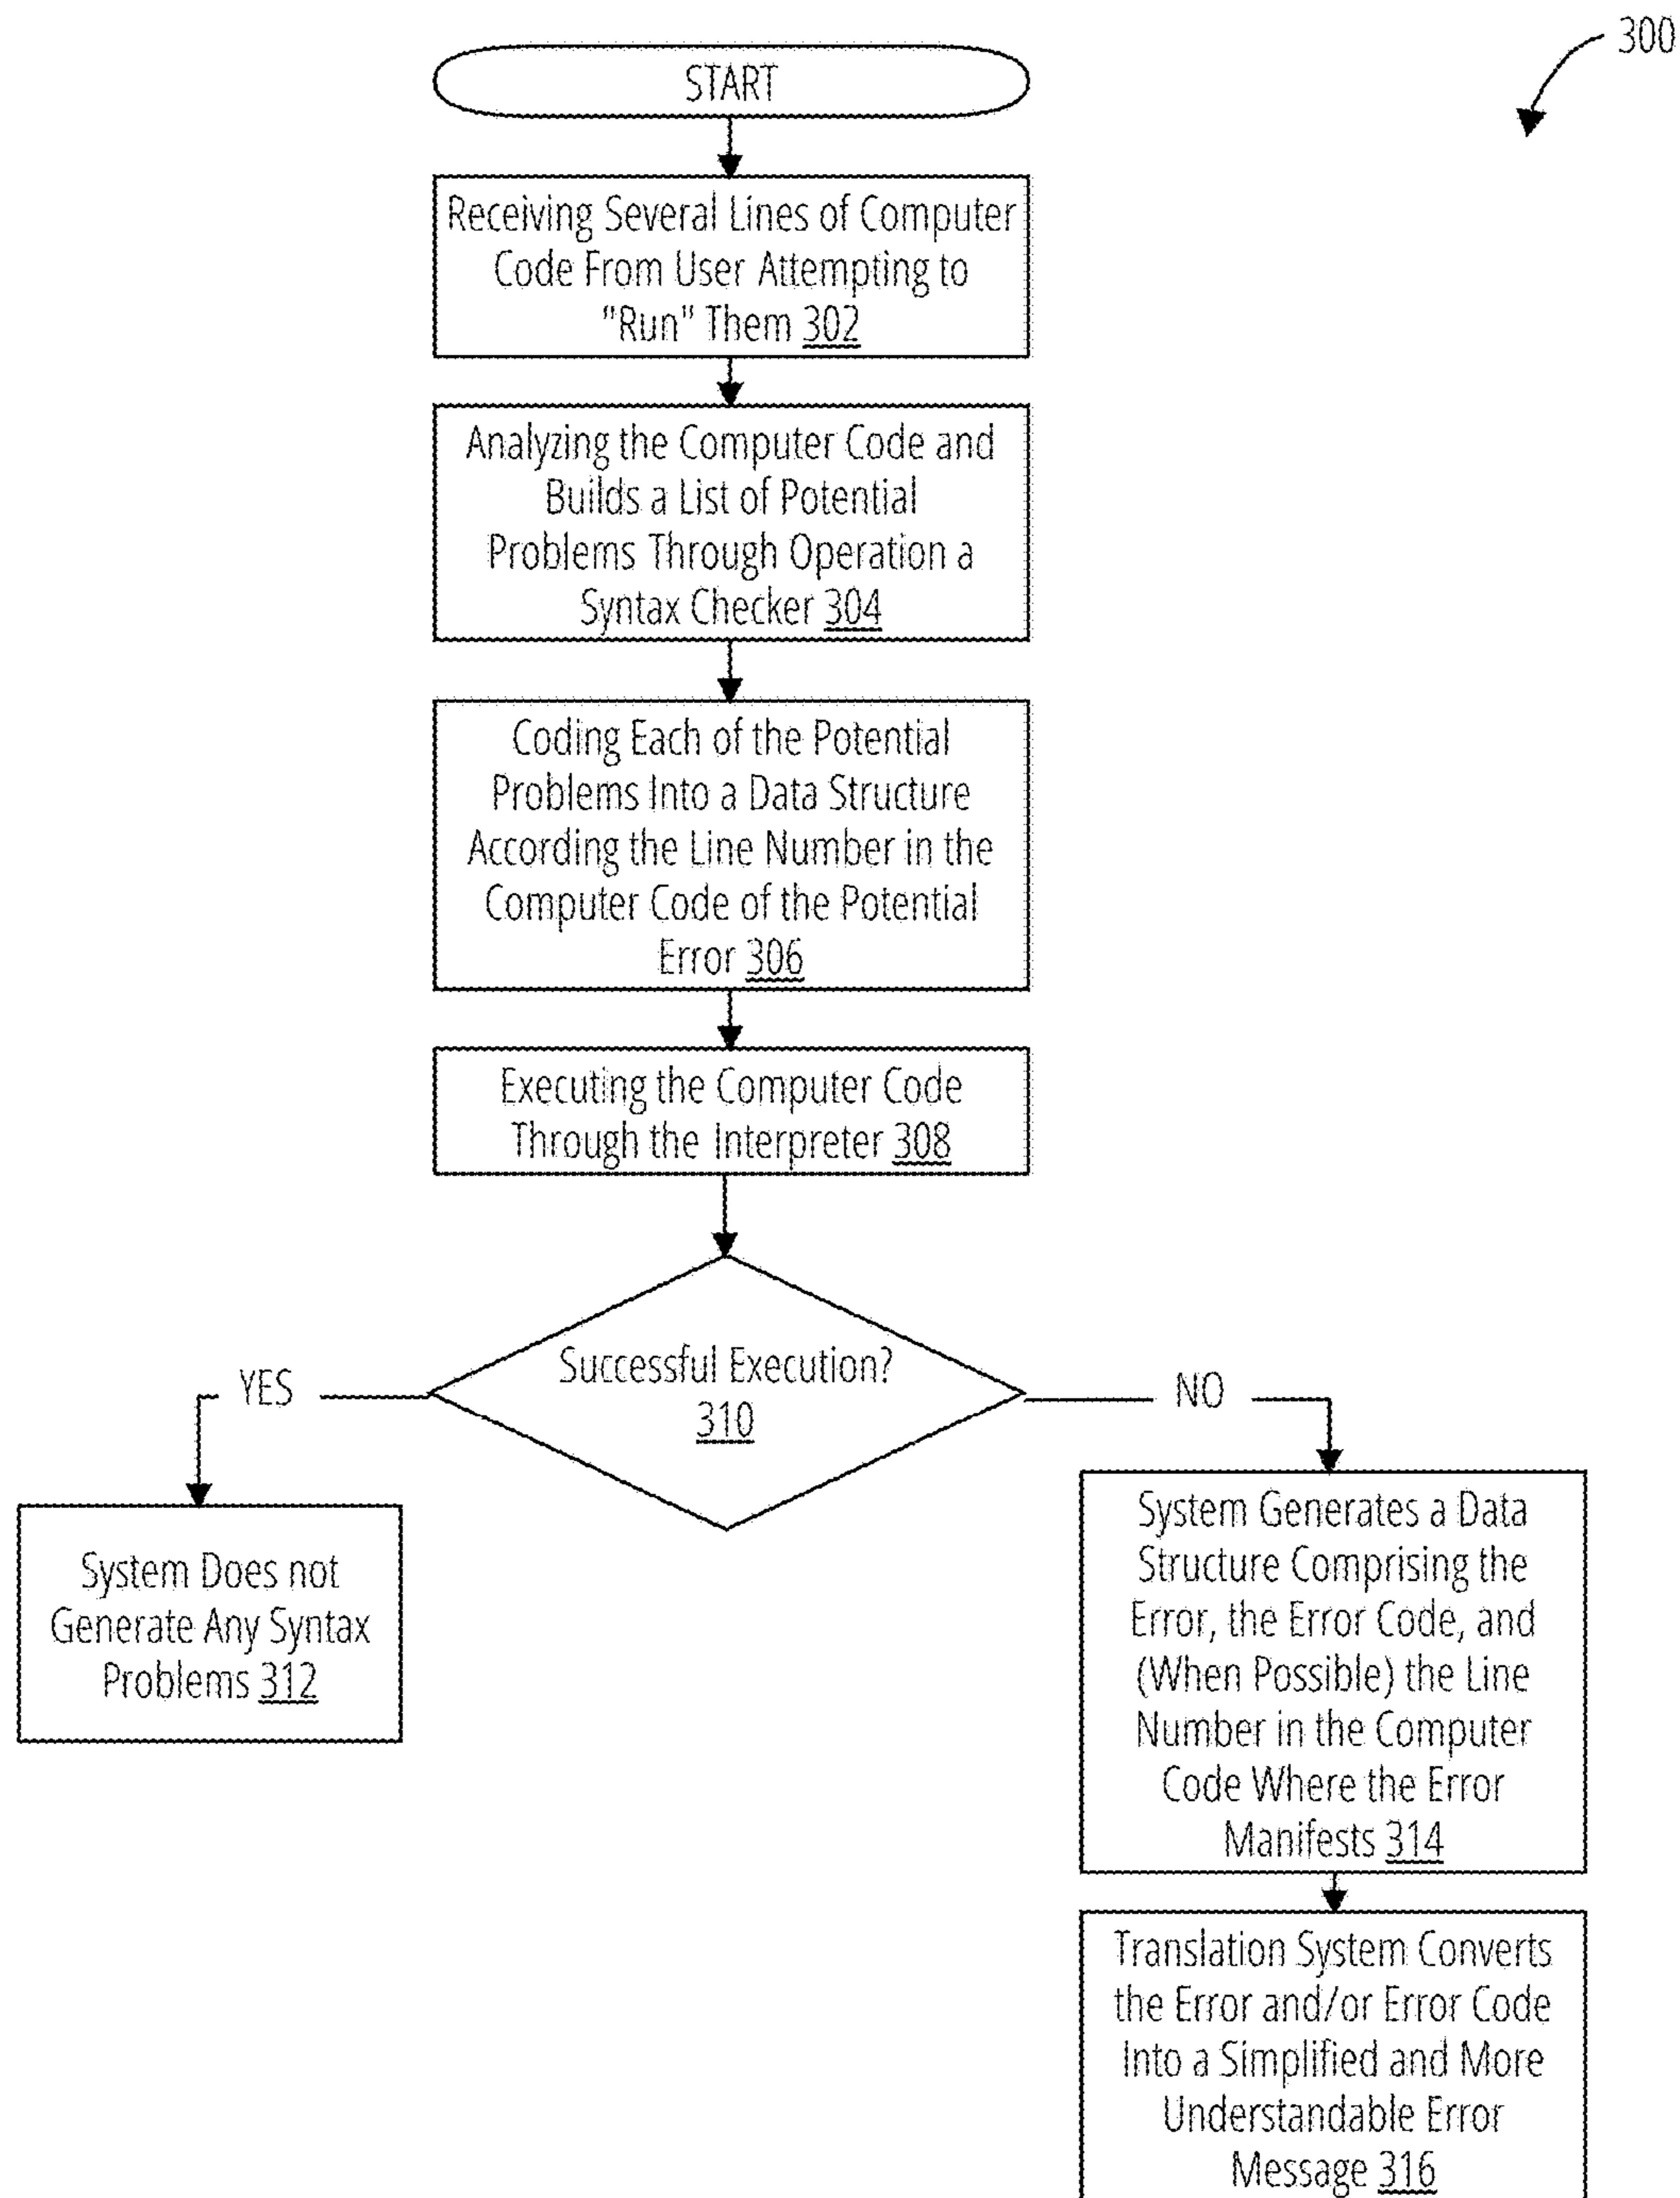 300
START
Receiving Several Lines of Computer
Code From User Attempting to
"Run" Them 302
Analyzing the Computer Code and
Builds a List of Potential
Problems Through Operation a
Syntax Checker 304
Coding Each of the Potential
Problems Into a Data Structure
According the Line Number in the
Computer Code of the Potential
Error 306
Executing the Computer Code
Through the Interpreter 308
Successful Execution?
310
YES
NO
System Does not
Generate Any Syntax
Problems 312
System Generates a Data
Structure Comprising the
Error, the Error Code, and
(When Possible) the Line
Number in the Computer
Code Where the Error
Manifests 314
Translation System Converts
the Error and/or Error Code
Into a Simplified and More
Understandable Error
Message 316